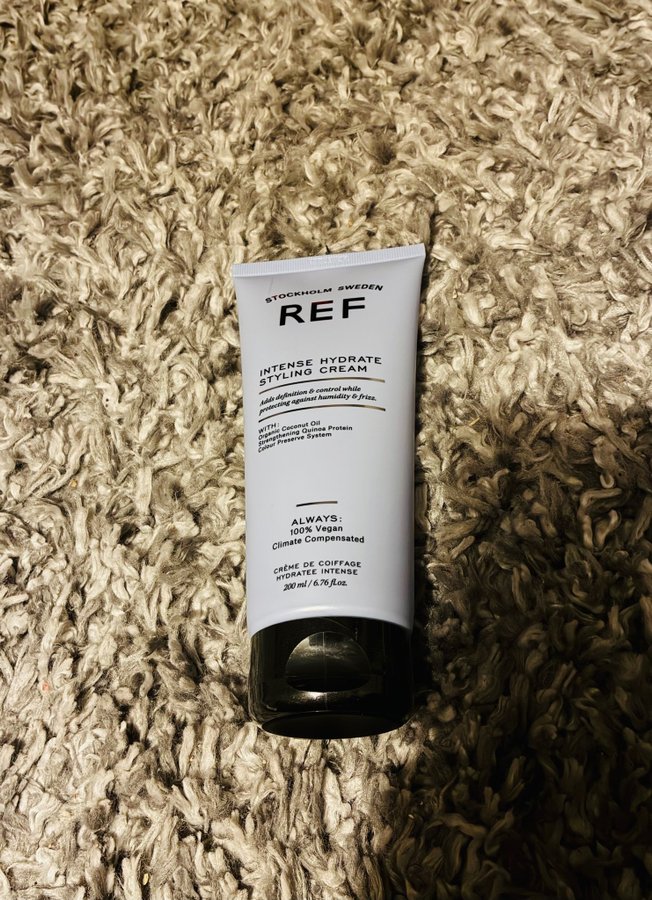 STOCKHOLM SWEDEN
REF
INTENSE HYDRATE
STYLING CREAM
Adds definition & control while
protecting against humidity & frizz.
WITH:
Organic Coconut Oil
Strengthening Quinoa Protein
Colour Preserve System
ALWAYS:
100% Vegan
Climate Compensated
CRÈME DE COIFFAGE
HYDRATEE INTENSE
200 ml / 6.76 fl.oz.